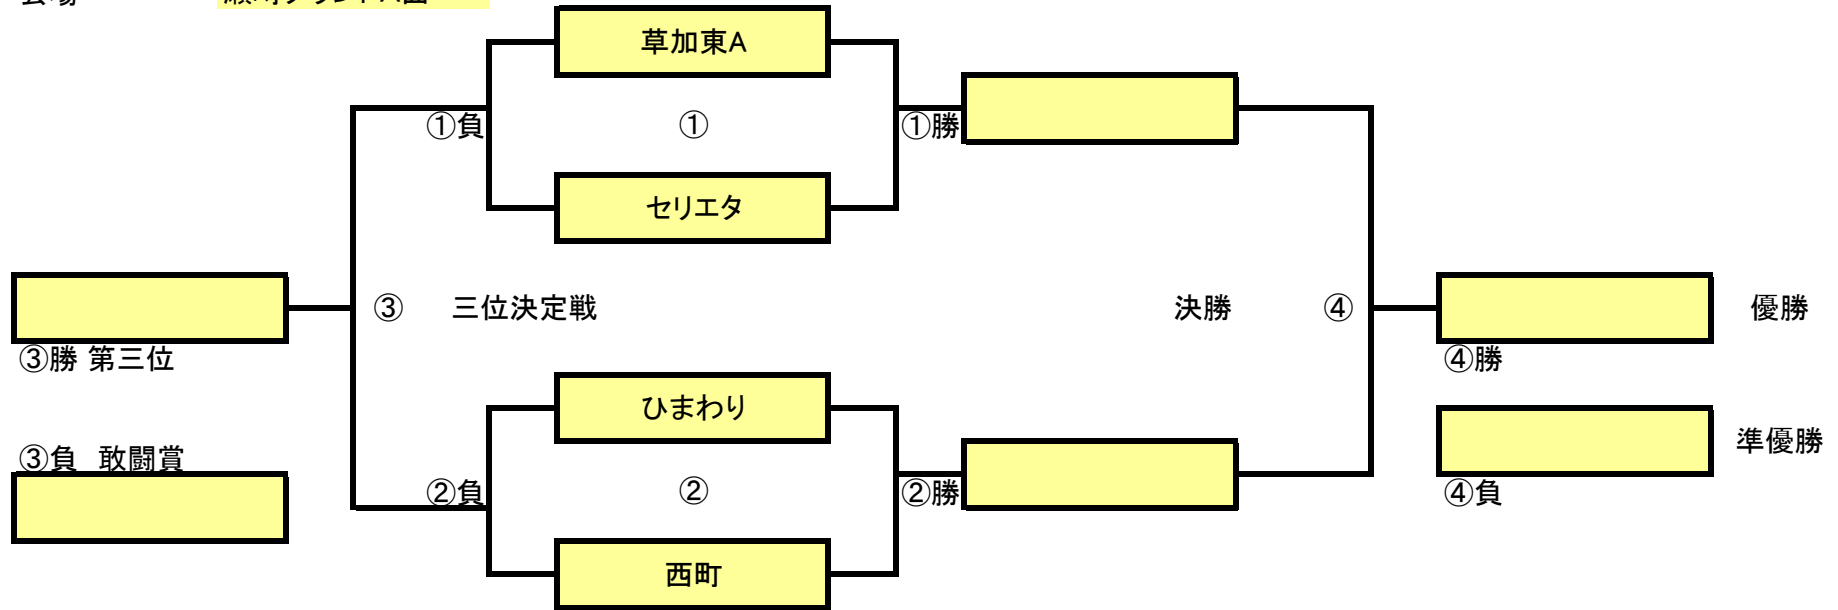 草加東A
①負
①
①勝
セリエタ
③
三位決定戦
決勝
④
優勝
③勝 第三位
④勝
ひまわり
③負 敢闘賞
準優勝
②負
②
②勝
④負
西町